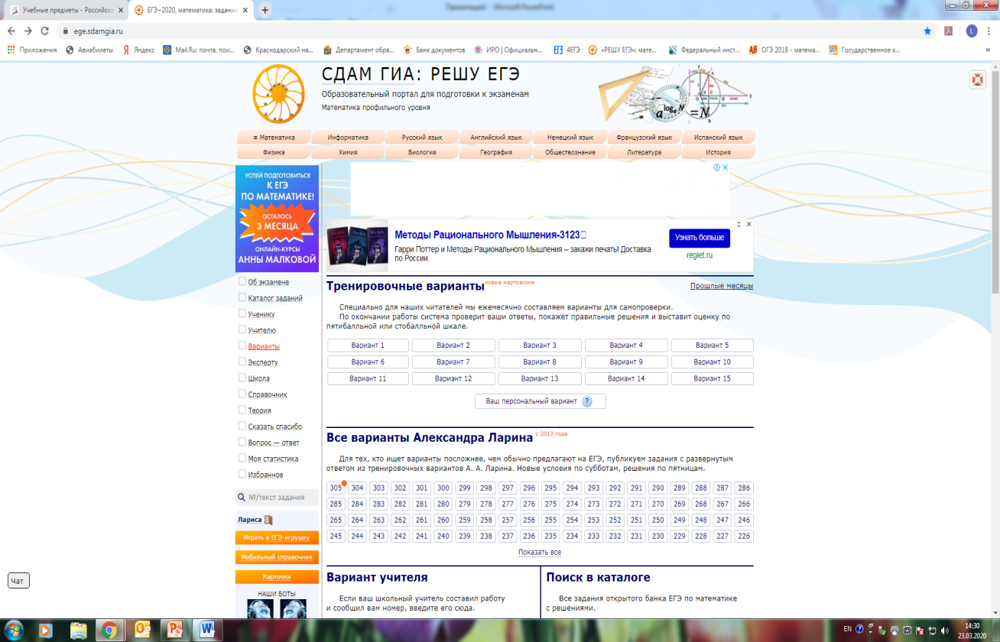 Презентация1 - Microsoft PowerPoint
Учебные предметы - Российска
ЕГЭ–2020, математика: задания
ege.sdamgia.ru
L
Приложения
Авиабилеты
Яндекс
Mail.Ru: почта, пои...
Краснодарский на...
Департамент обра...
Банк документов
ИРО | Официальн...
4ЕГЭ
«РЕШУ ЕГЭ»: мате...
Федеральный инст...
ОГЭ 2018 - матема...
Государственное к...
»
СДАМ ГИА: РЕШУ ЕГЭ
Образовательный портал для подготовки к экзаменам
Математика профильного уровня
≡ Математика
Информатика
Русский язык
Английский язык
Немецкий язык
Французский язык
Испанский язык
Физика
Химия
Биология
География
Обществознание
Литература
История
УСПЕЙ ПОДГОТОВИТЬСЯ
К ЕГЭ
ПО МАТЕМАТИКЕ!
ОСТАЛОСЬ
3 МЕСЯЦА
ОНЛАЙН-КУРСЫ
АННЫ МАЛКОВОЙ
Об экзамене
Каталог заданий
Ученику
Учителю
Варианты
Эксперту
Школа
Справочник
Теория
Сказать спасибо
Вопрос — ответ
Моя статистика
Избранное
№/текст задания
Лариса
Играть в ЕГЭ-игрушку
Мобильный справочник
Карточки
НАШИ БОТЫ
Чат
Методы Рационального Мышления-3123
Гарри Поттер и Методы Рационального Мышления – закажи печать! Доставка
по России.
Узнать больше
reglet.ru
Тренировочные варианты новые мартовские
Прошлые месяцы
Специально для наших читателей мы ежемесячно составляем варианты для самопроверки.
По окончании работы система проверит ваши ответы, покажет правильные решения и выставит оценку по
пятибалльной или стобалльной шкале.
Вариант 1 Вариант 2 Вариант 3 Вариант 4 Вариант 5
Вариант 6 Вариант 7 Вариант 8 Вариант 9 Вариант 10
Вариант 11 Вариант 12 Вариант 13 Вариант 14 Вариант 15
Ваш персональный вариант ?
Все варианты Александра Ларина с 2013 года
Для тех, кто ищет варианты посложнее, чем обычно предлагают на ЕГЭ, публикуем задания с развернутым
ответом из тренировочных вариантов А. А. Ларина. Новые условия по субботам, решения по пятницам.
305 304 303 302 301 300 299 298 297 296 295 294 293 292 291 290 289 288 287 286
285 284 283 282 281 280 279 278 277 276 275 274 273 272 271 270 269 268 267 266
265 264 263 262 261 260 259 258 257 256 255 254 253 252 251 250 249 248 247 246
245 244 243 242 241 240 239 238 237 236 235 234 233 232 231 230 229 228 227 226
Показать все
Вариант учителя
Если ваш школьный учитель составил работу
и сообщил вам номер, введите его сюда.
Поиск в каталоге
Все задания открытого банка ЕГЭ по математике
с решениями.
EN
14:30
23.03.2020